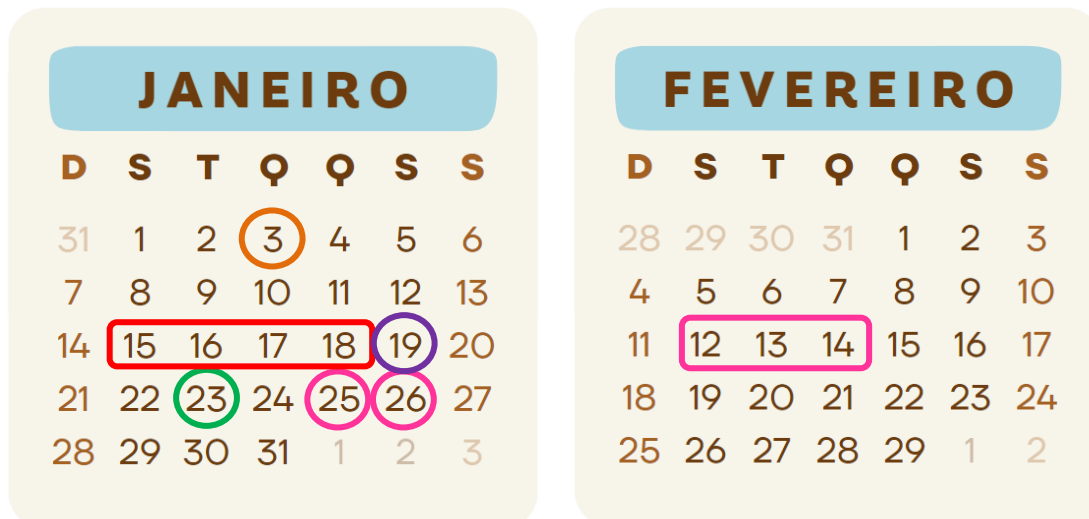 JANEIRO
D S T Q Q S S
31 1 2 3 4 5 6
7 8 9 10 11 12 13
14 15 16 17 18 19 20
21 22 23 24 25 26 27
28 29 30 31 1 2 3
FEVEREIRO
D S T Q Q S S
28 29 30 31 1 2 3
4 5 6 7 8 9 10
11 12 13 14 15 16 17
18 19 20 21 22 23 24
25 26 27 28 29 1 2